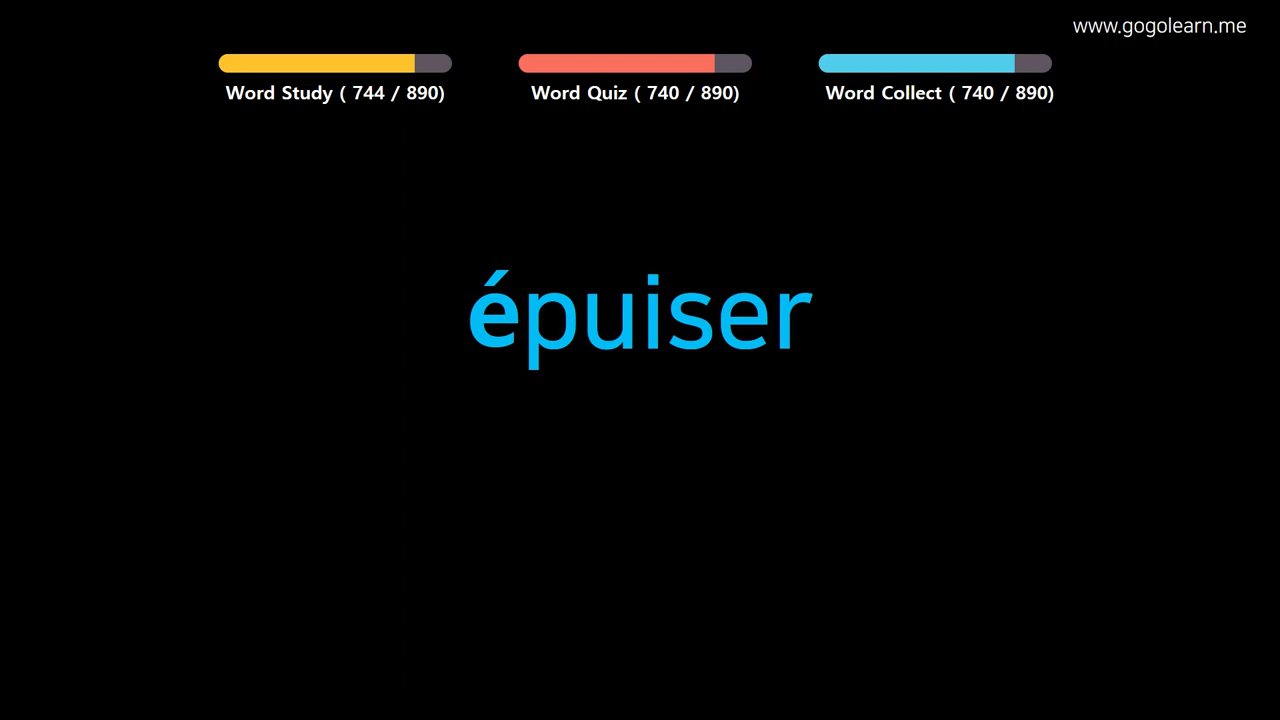 www.gogolearn.me
Word Study ( 744 / 890)
Word Quiz ( 740 / 890)
Word Collect ( 740 / 890)
épuiser